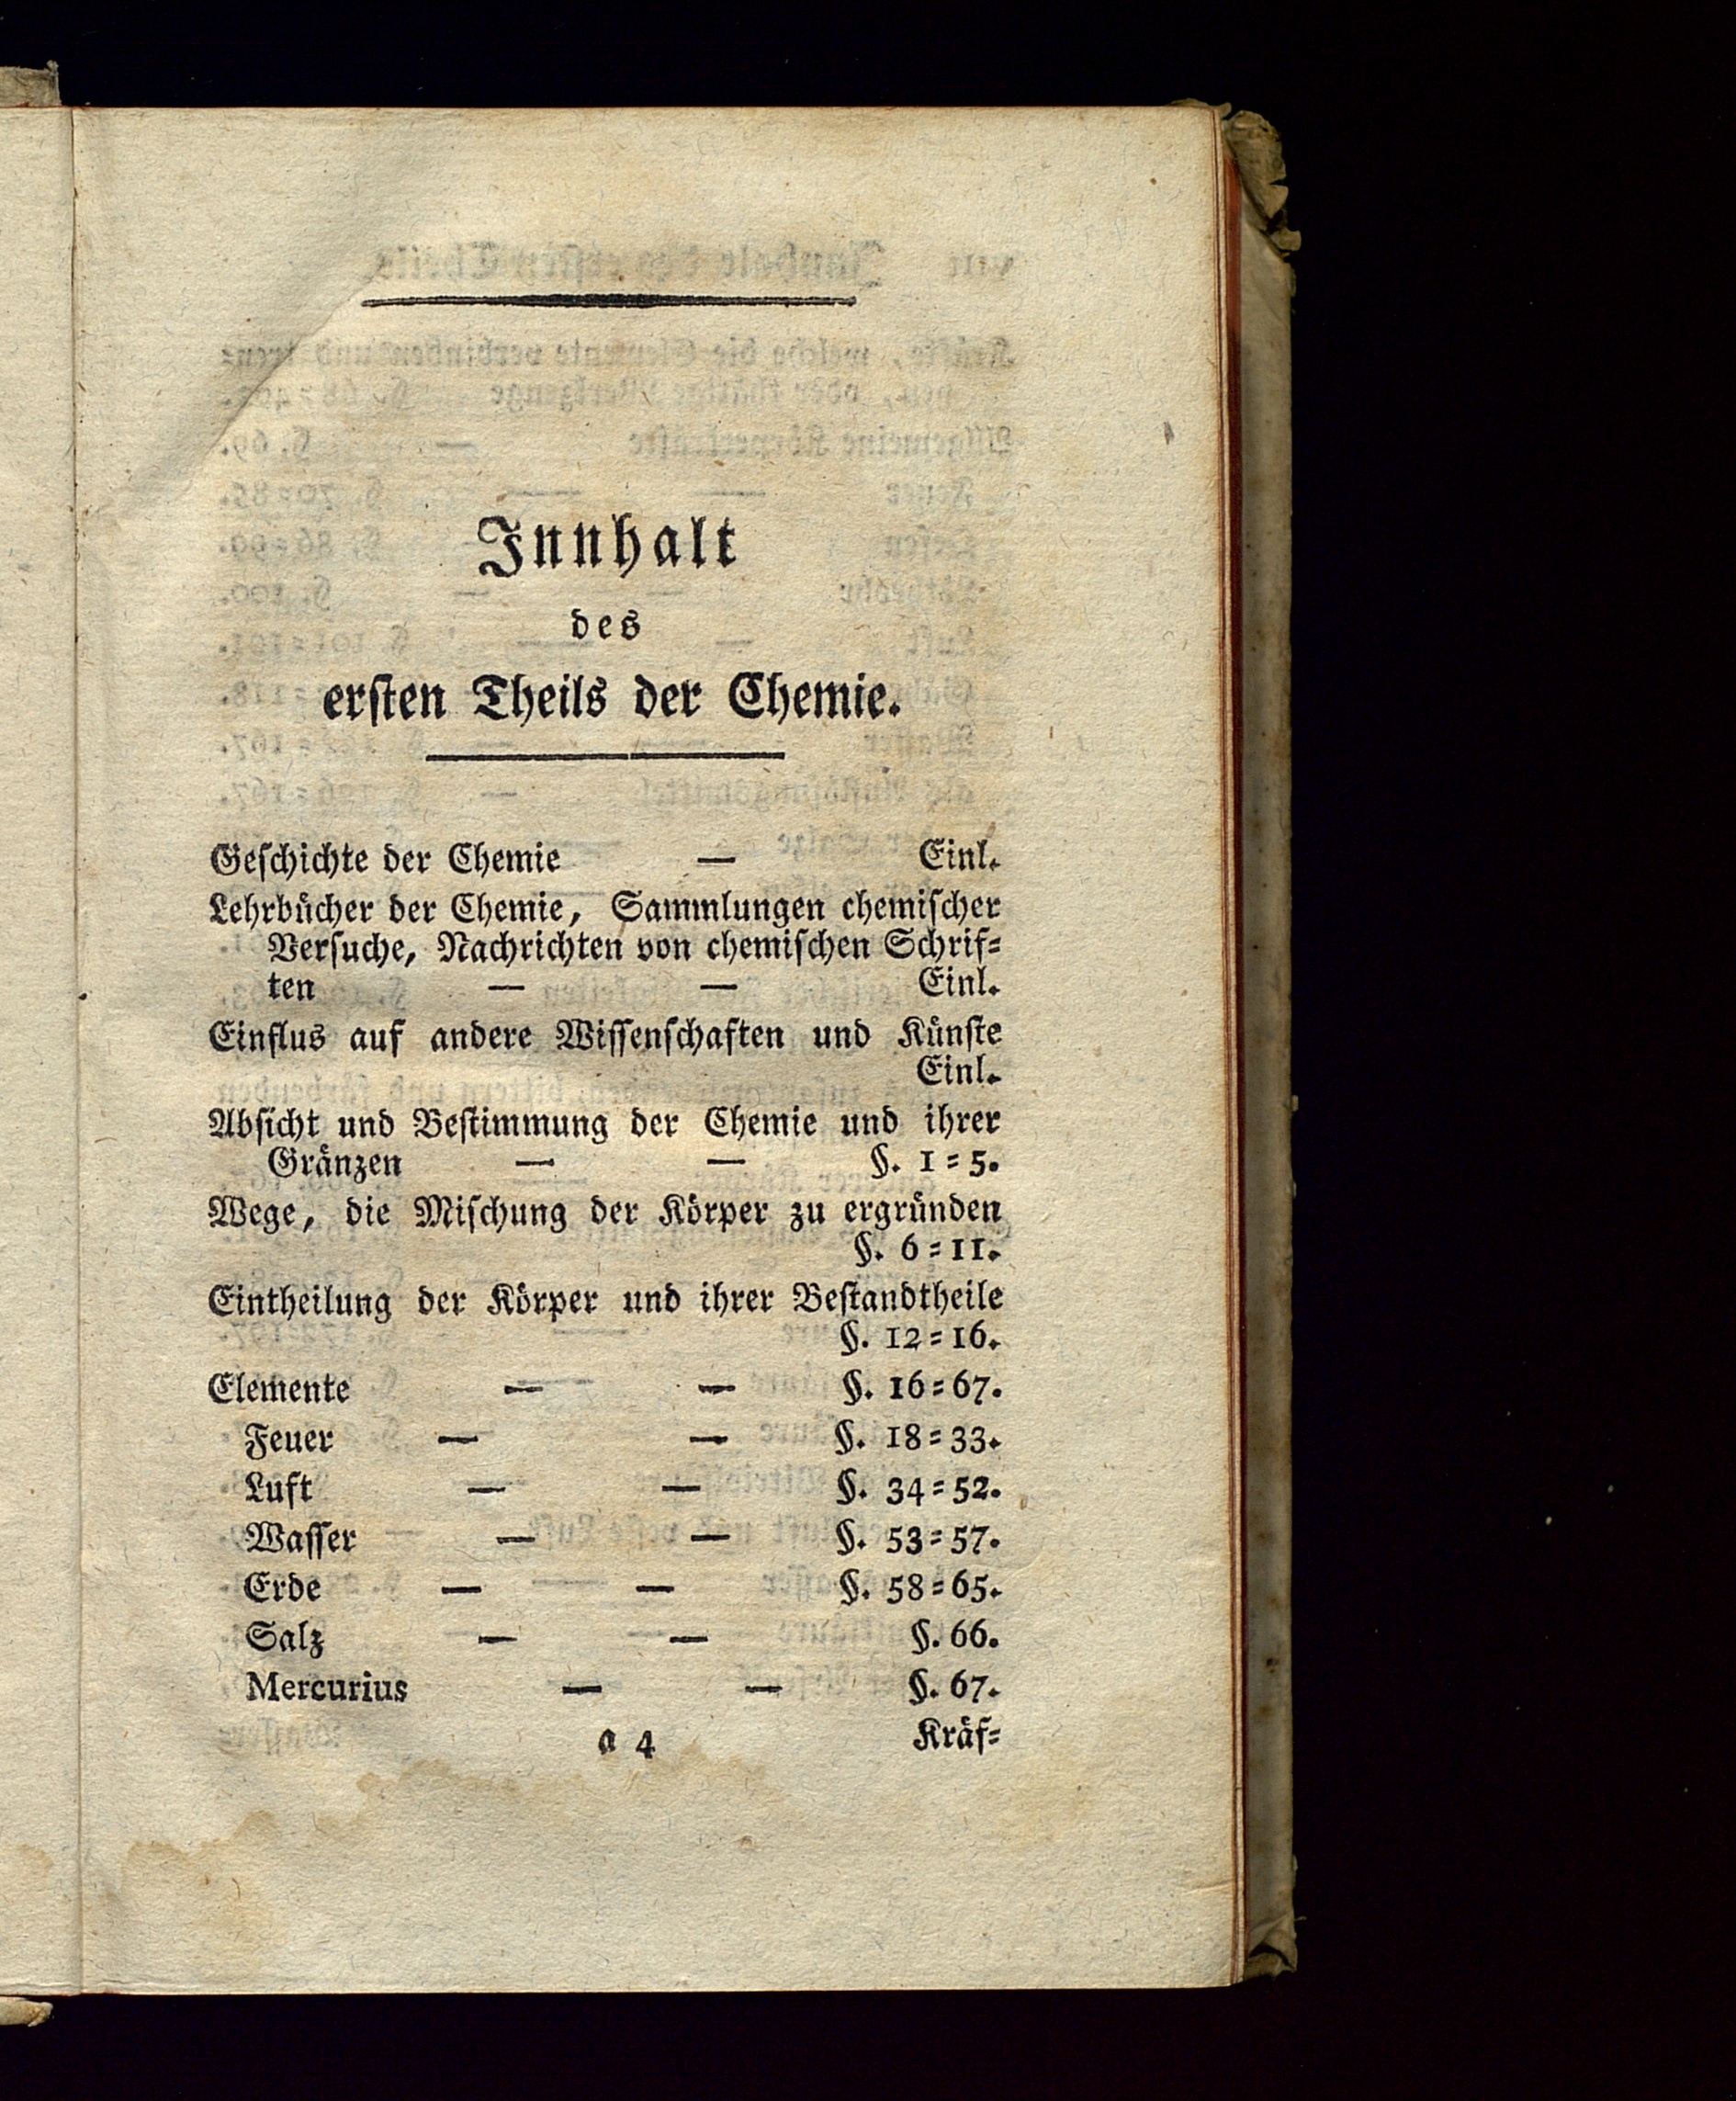 Innhalt
des
ersten Theils der Chemie.
Geschichte der Chemie — Einl.
Lehrbücher der Chemie, Sammlungen chemischer
Versuche, Nachrichten von chemischen Schrif=
ten — — Einl.
Einflus auf andere Wissenschaften und Künste
Einl.
Absicht und Bestimmung der Chemie und ihrer
Gränzen — — §. 1=5.
Wege, die Mischung der Körper zu ergründen
§. 6=11.
Eintheilung der Körper und ihrer Bestandtheile
§. 12=16.
Elemente — — §. 16=67.
Feuer — — §. 18=33.
Luft — — §. 34=52.
Wasser — — §. 53=57.
Erde — — §. 58=65.
Salz — — §. 66.
Mercurius — — §. 67.
a 4 Kräf=